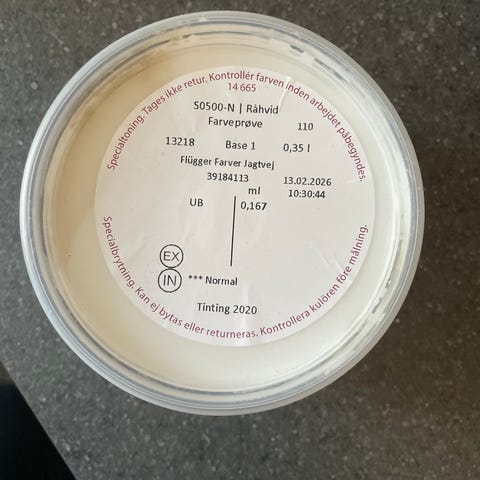 Specialtoning. Tages ikke retur. Kontrollér farven inden arbejdet påbegyndes.
14 665
S0500-N | Råhvid
Farveprøve 110
13218 Base 1 0,35 l
Flügger Farver Jagtvej
39184113 13.02.2026
ml 10:30:44
UB 0,167
EX
IN *** Normal
Tinting 2020
Specialbrytning. Kan ej bytas eller returneras. Kontrollera kulören före målning.